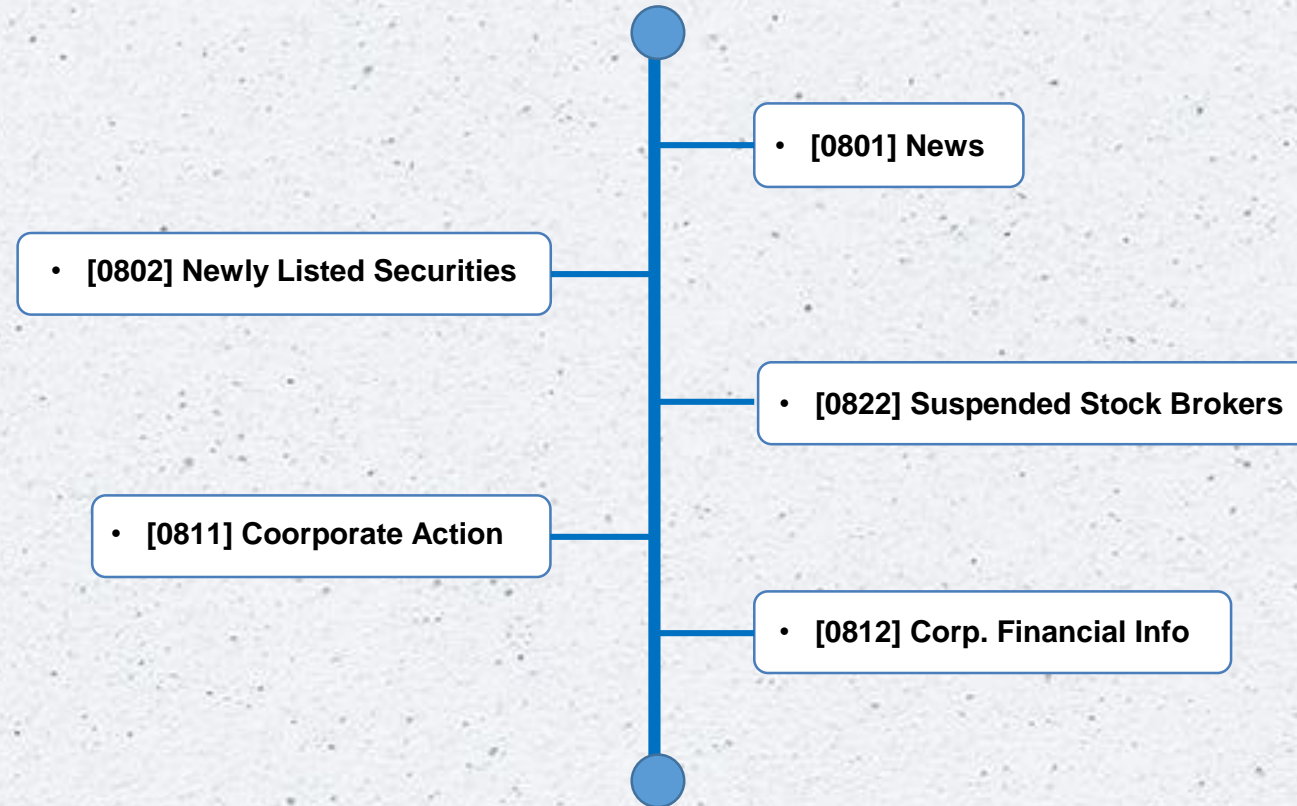 • [0801] News
• [0802] Newly Listed Securities
• [0822] Suspended Stock Brokers
• [0811] Coorporate Action
• [0812] Corp. Financial Info